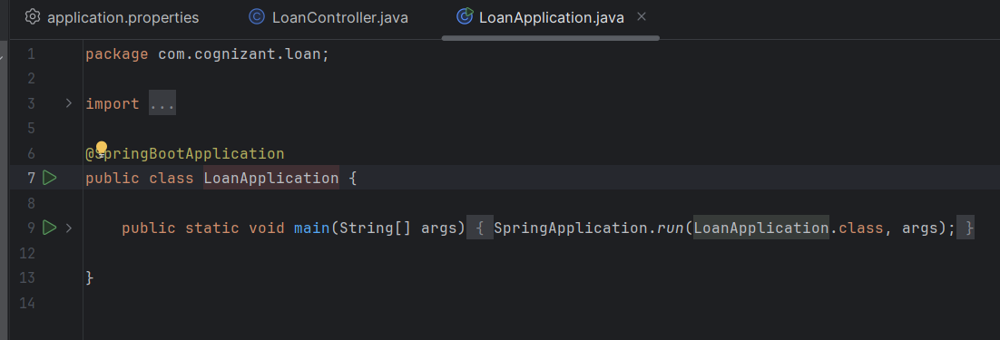 application.properties
LoanController.java
LoanApplication.java
1 package com.cognizant.loan;
2
3 import ...
5
6 @SpringBootApplication
7 public class LoanApplication {
8
9 public static void main(String[] args) { SpringApplication.run(LoanApplication.class, args); }
12
13 }
14